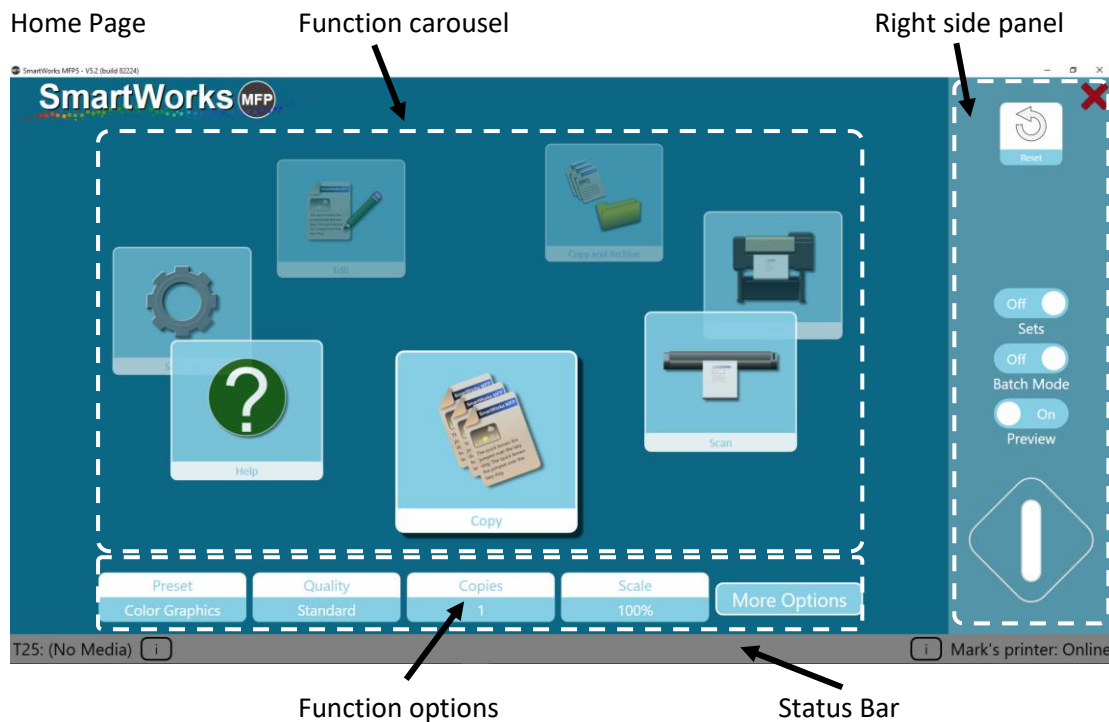 Home Page
Function carousel
Right side panel
SmartWorks MFP5 - V5.2 (build 82224)
SmartWorks MFP
Reset
Edit
Copy and Archive
Off
Sets
Off
Batch Mode
On
Preview
Help
Scan
Copy
Preset
Quality
Copies
Scale
Color Graphics
Standard
1
100%
More Options
T25: (No Media) i
i Mark's printer: Online
Function options
Status Bar